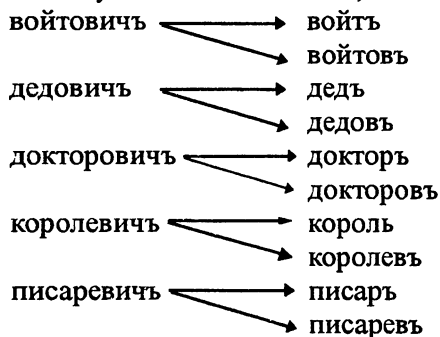 войтовичъ войтъ
войтовъ
дедовичъ дедъ
дедовъ
докторовичъ докторъ
докторовъ
королевичъ король
королевъ
писаревичъ писаръ
писаревъ